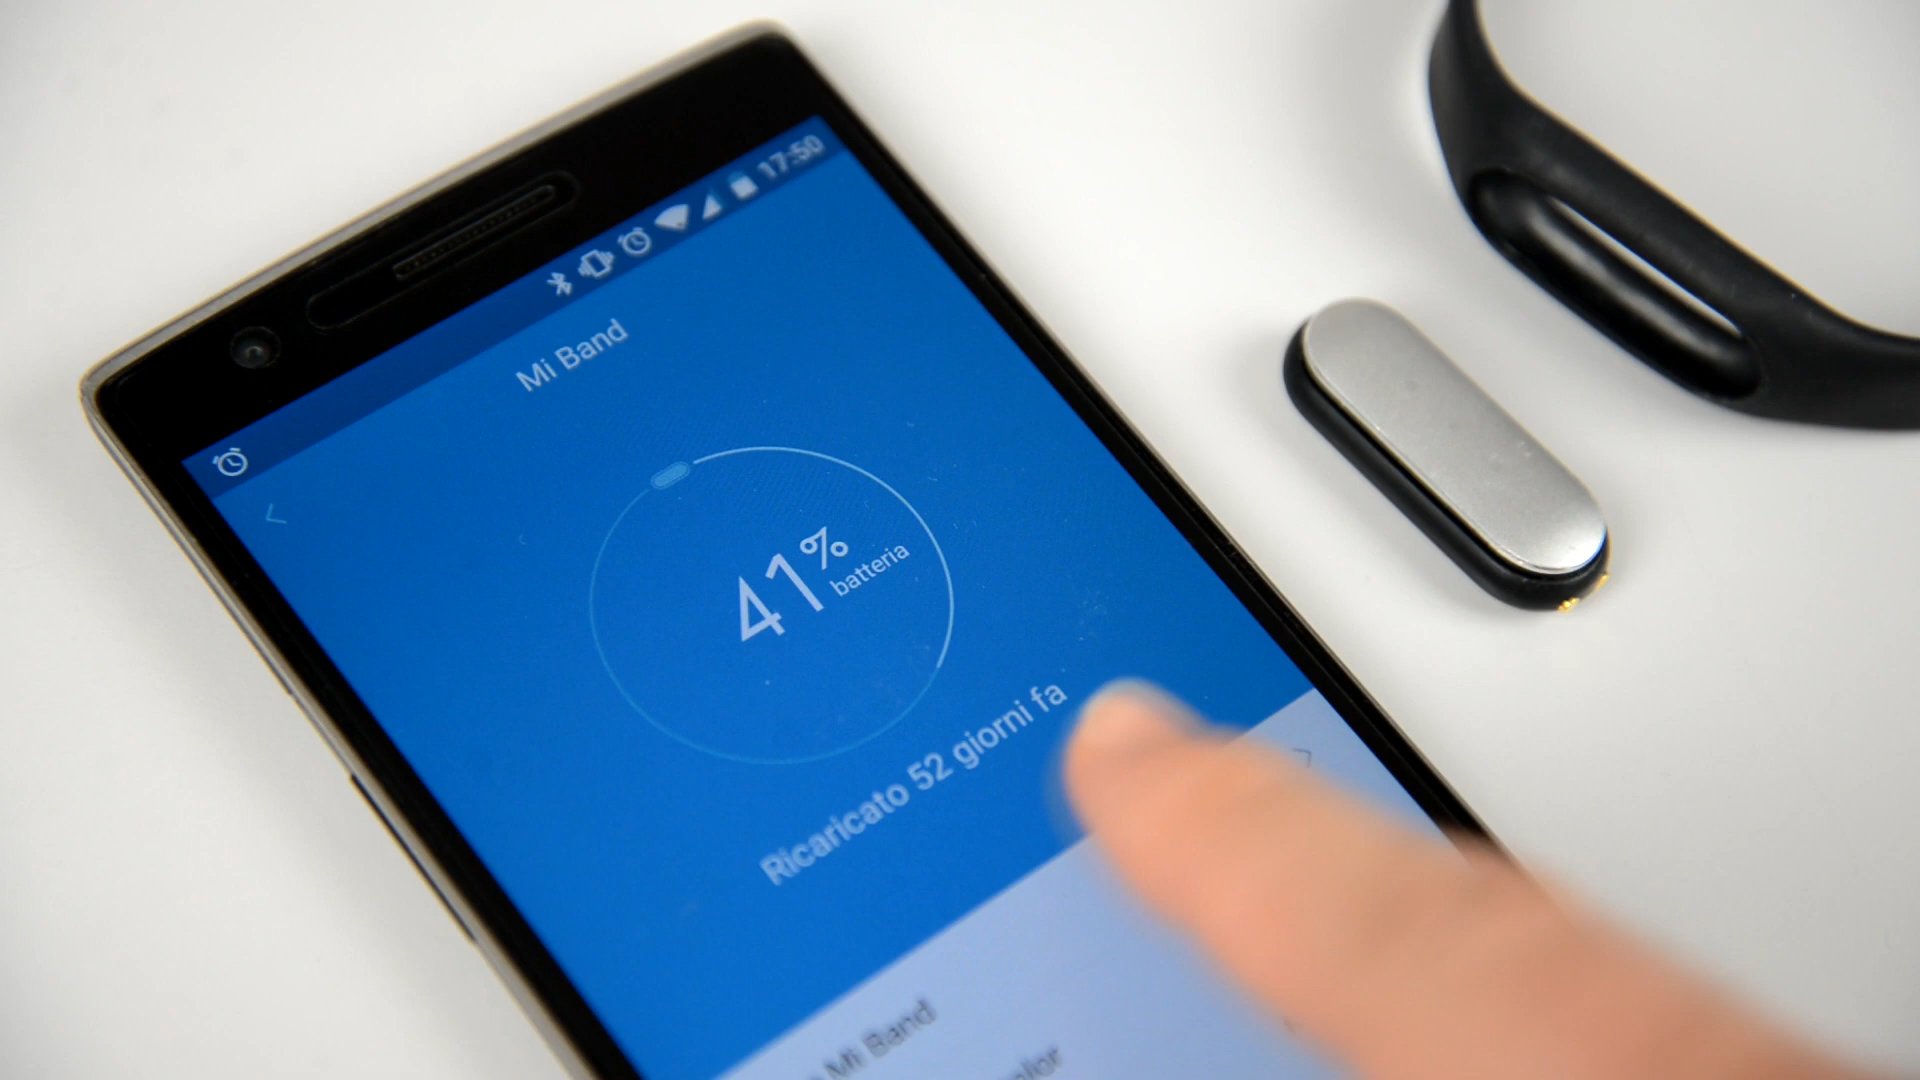 17:50
Mi Band
41%
batteria
Ricaricato 52 giorni fa
Mi Band